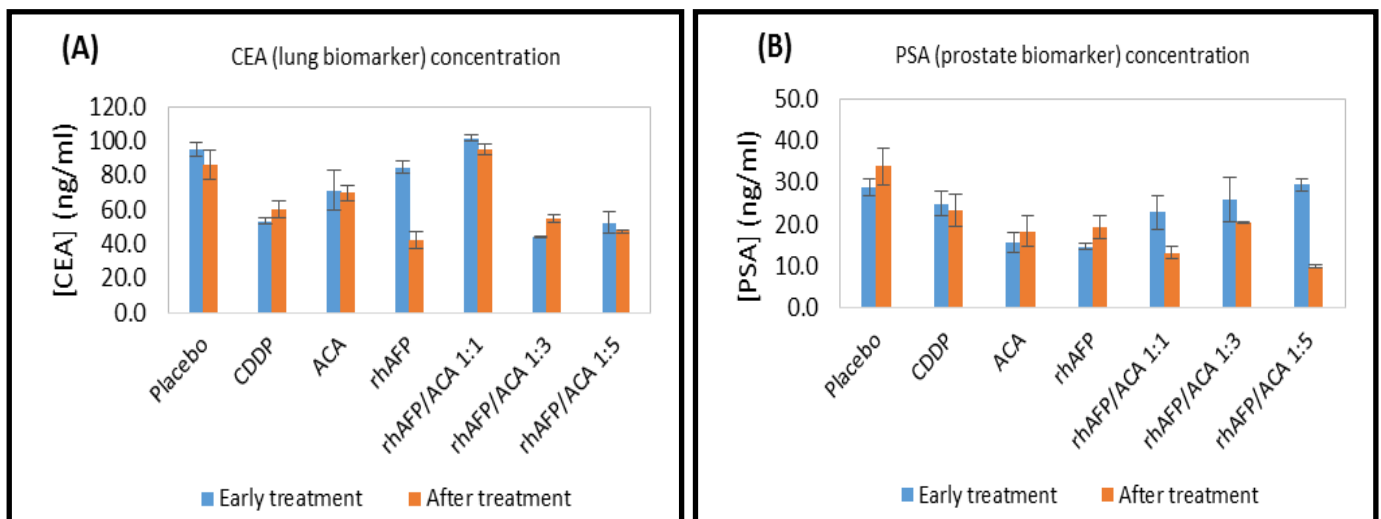 (A)
CEA (lung biomarker) concentration
[CEA] (ng/ml)
120.0
100.0
80.0
60.0
40.0
20.0
0.0
Placebo
CDDP
ACA
rhAFP
rhAFP/ACA 1:1
rhAFP/ACA 1:3
rhAFP/ACA 1:5
Early treatment
After treatment
(B)
PSA (prostate biomarker) concentration
[PSA] (ng/ml)
50.0
40.0
30.0
20.0
10.0
0.0
Placebo
CDDP
ACA
rhAFP
rhAFP/ACA 1:1
rhAFP/ACA 1:3
rhAFP/ACA 1:5
Early treatment
After treatment